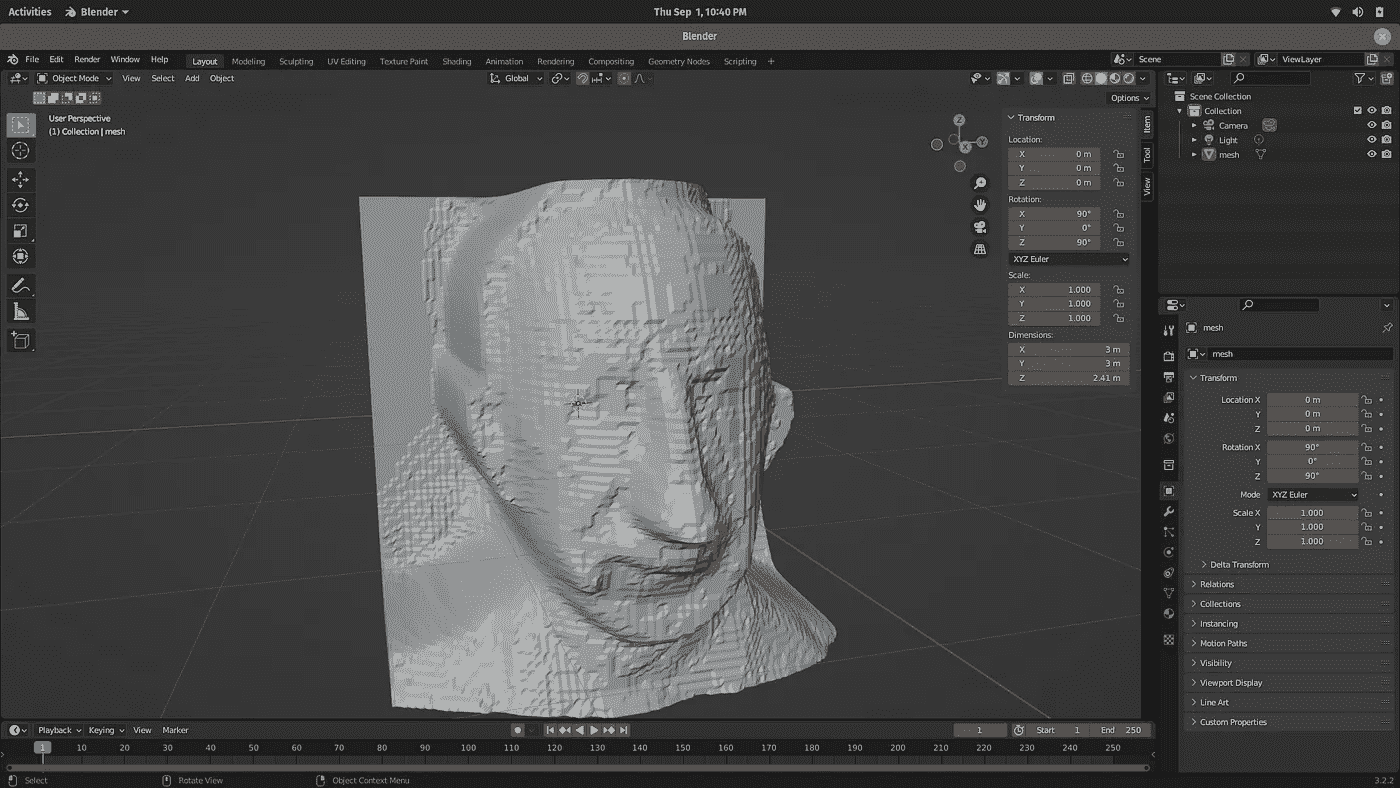 Activities Blender Thu Sep 1, 10:40 PM
Blender
File Edit Render Window Help Layout Modeling Sculpting UV Editing Texture Paint Shading Animation Rendering Compositing Geometry Nodes Scripting + Scene ViewLayer
Object Mode View Select Add Object Global
Options
User Perspective
(1) Collection | mesh
Z
Y
X
Transform
Location:
X 0 m
Y 0 m
Z 0 m
Rotation:
X 90°
Y 0°
Z 90°
XYZ Euler
Scale:
X 1.000
Y 1.000
Z 1.000
Dimensions:
X 3 m
Y 3 m
Z 2.41 m
Item
Tool
View
Scene Collection
Collection
Camera
Light
mesh
mesh
mesh
Transform
Location X 0 m
Y 0 m
Z 0 m
Rotation X 90°
Y 0°
Z 90°
Mode XYZ Euler
Scale X 1.000
Y 1.000
Z 1.000
Delta Transform
Relations
Collections
Instancing
Motion Paths
Visibility
Viewport Display
Line Art
Custom Properties
Playback Keying View Marker 1 Start 1 End 250
1 10 20 30 40 50 60 70 80 90 100 110 120 130 140 150 160 170 180 190 200 210 220 230 240 250
Select Rotate View Object Context Menu 3.2.2